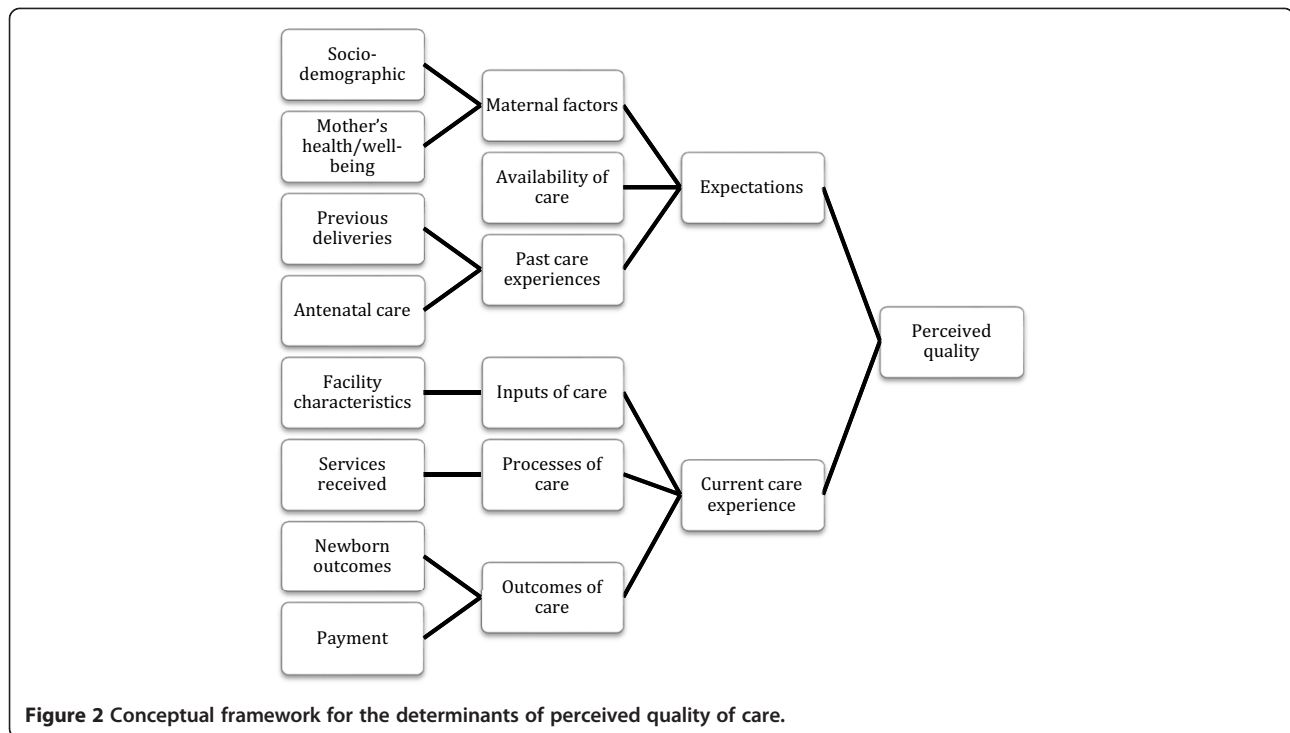 Socio-
demographic
Mother's
health/well-
being
Previous
deliveries
Antenatal care
Facility
characteristics
Services
received
Newborn
outcomes
Payment
Maternal factors
Availability of
care
Past care
experiences
Inputs of care
Processes of
care
Outcomes of
care
Expectations
Current care
experience
Perceived
quality
Figure 2 Conceptual framework for the determinants of perceived quality of care.